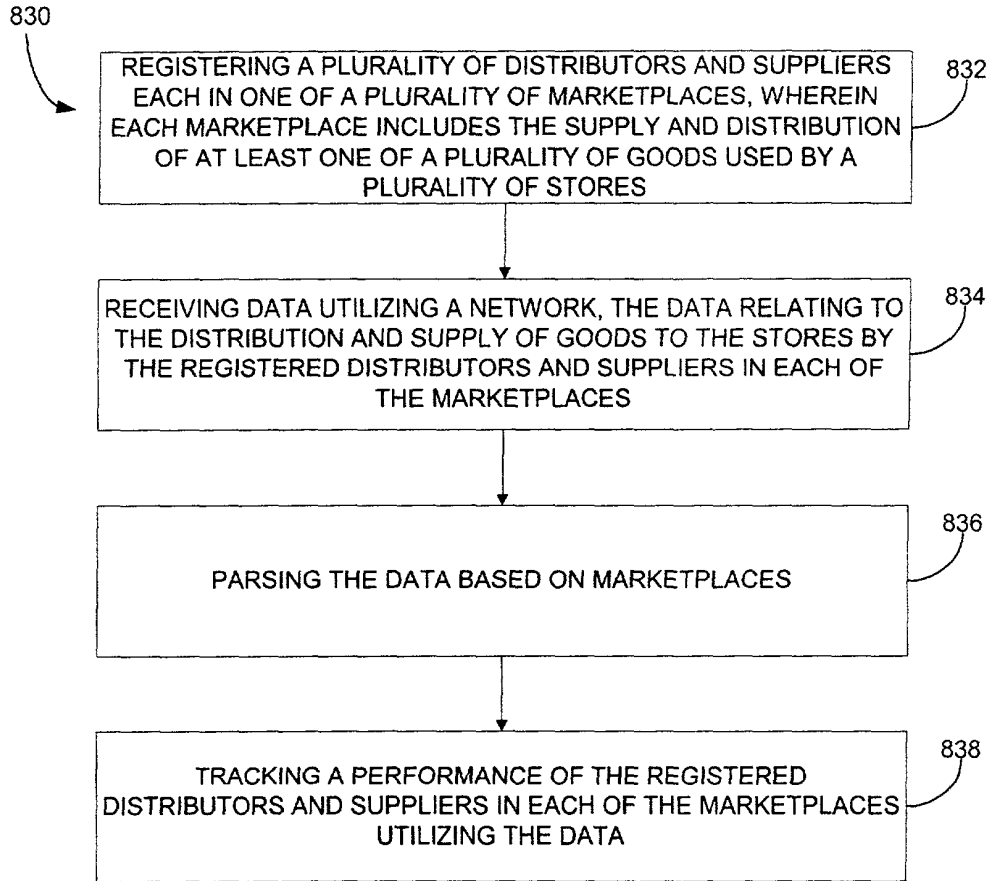 830
REGISTERING A PLURALITY OF DISTRIBUTORS AND SUPPLIERS
EACH IN ONE OF A PLURALITY OF MARKETPLACES, WHEREIN
EACH MARKETPLACE INCLUDES THE SUPPLY AND DISTRIBUTION
OF AT LEAST ONE OF A PLURALITY OF GOODS USED BY A
PLURALITY OF STORES
832
RECEIVING DATA UTILIZING A NETWORK, THE DATA RELATING TO
THE DISTRIBUTION AND SUPPLY OF GOODS TO THE STORES BY
THE REGISTERED DISTRIBUTORS AND SUPPLIERS IN EACH OF
THE MARKETPLACES
834
PARSING THE DATA BASED ON MARKETPLACES
836
TRACKING A PERFORMANCE OF THE REGISTERED
DISTRIBUTORS AND SUPPLIERS IN EACH OF THE MARKETPLACES
UTILIZING THE DATA
838